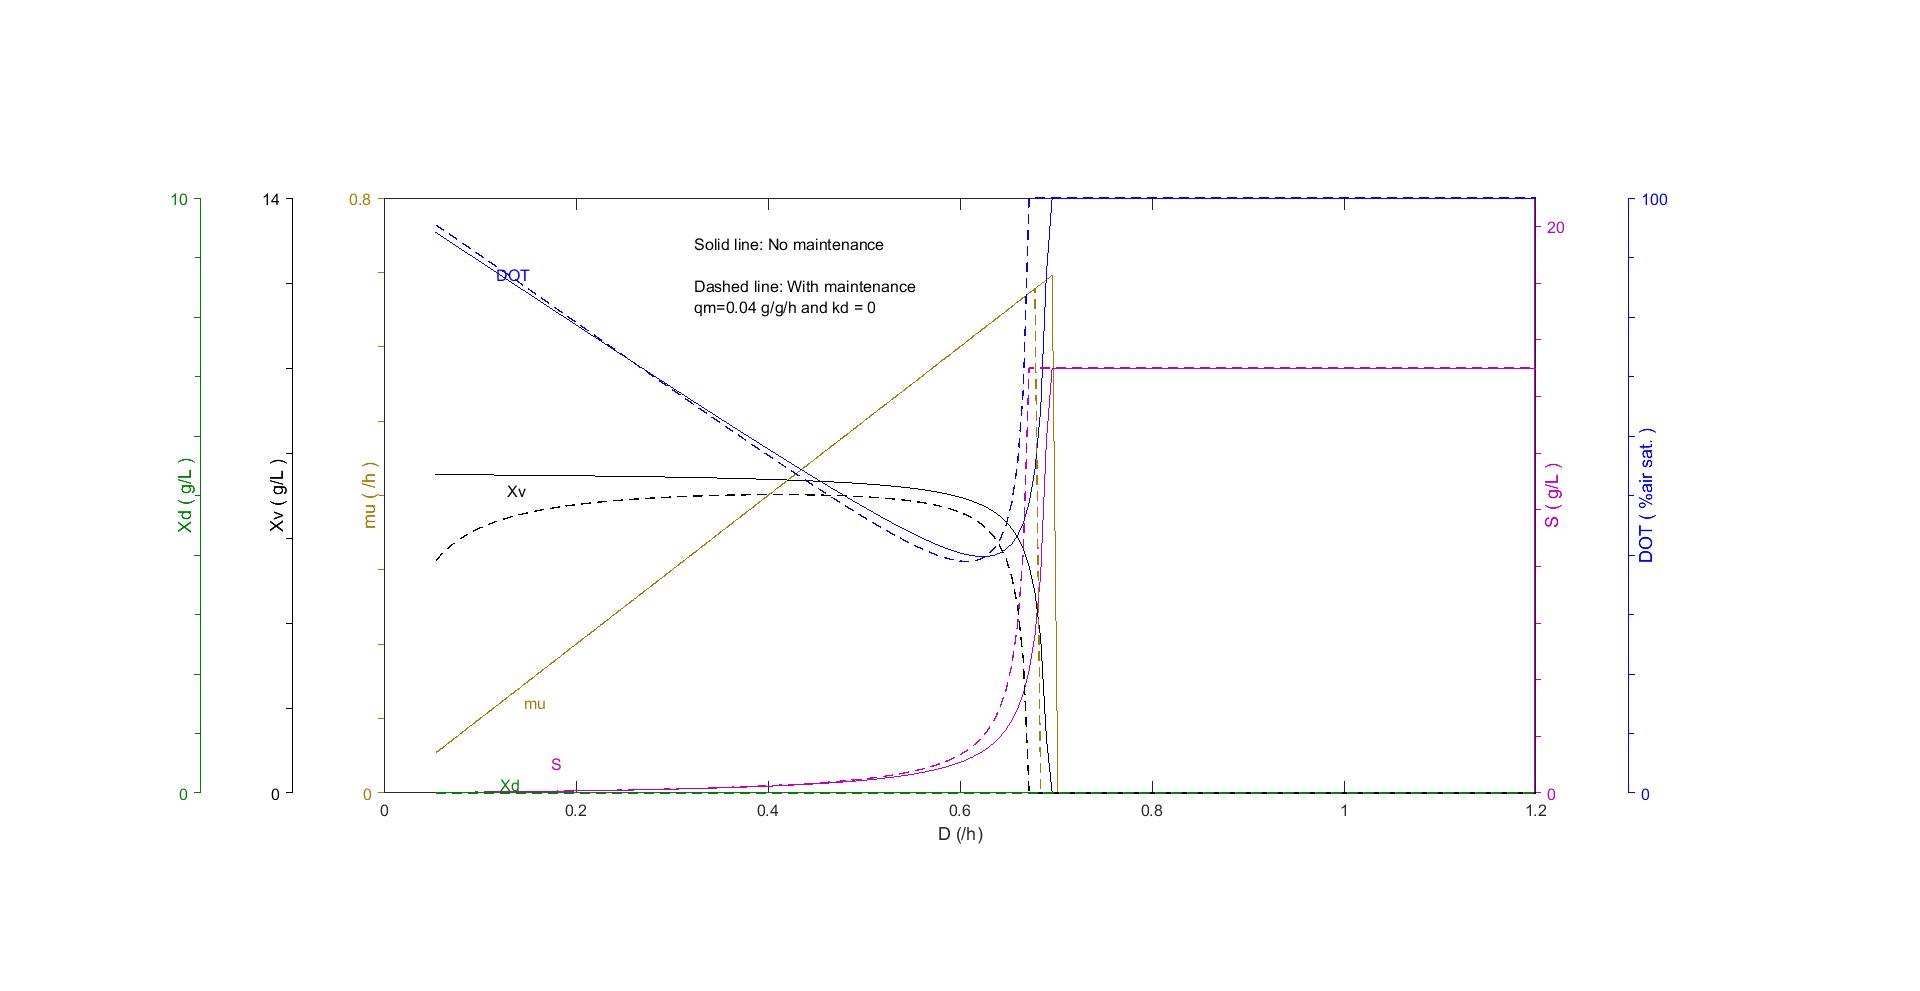 10
14
0.8
100
20
Solid line: No maintenance
DOT
Dashed line: With maintenance
qm=0.04 g/g/h and kd = 0
Xd ( g/L )
Xv ( g/L )
mu ( /h )
S ( g/L )
DOT ( %air sat. )
Xv
mu
S
Xd
0
0
0
0
0
0
0.2
0.4
0.6
0.8
1
1.2
D (/h)